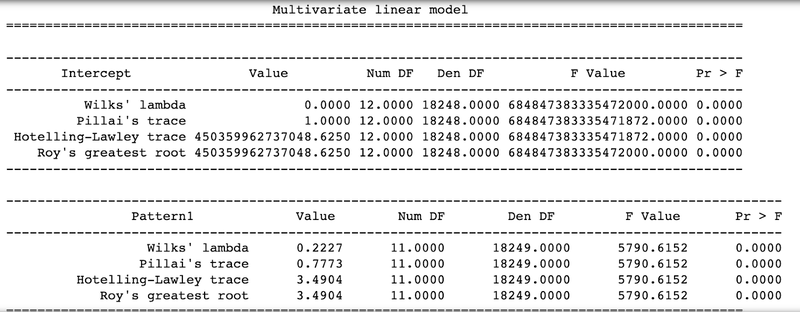 Multivariate linear model
================================================================================================
------------------------------------------------------------------------------------------------
Intercept Value Num DF Den DF F Value Pr > F
------------------------------------------------------------------------------------------------
Wilks' lambda 0.0000 12.0000 18248.0000 684847383335472000.0000 0.0000
Pillai's trace 1.0000 12.0000 18248.0000 684847383335471872.0000 0.0000
Hotelling-Lawley trace 450359962737048.6250 12.0000 18248.0000 684847383335471872.0000 0.0000
Roy's greatest root 450359962737048.6250 12.0000 18248.0000 684847383335472000.0000 0.0000
------------------------------------------------------------------------------------------------
------------------------------------------------------------------------------------------------
Pattern1 Value Num DF Den DF F Value Pr > F
------------------------------------------------------------------------------------------------
Wilks' lambda 0.2227 11.0000 18249.0000 5790.6152 0.0000
Pillai's trace 0.7773 11.0000 18249.0000 5790.6152 0.0000
Hotelling-Lawley trace 3.4904 11.0000 18249.0000 5790.6152 0.0000
Roy's greatest root 3.4904 11.0000 18249.0000 5790.6152 0.0000
================================================================================================